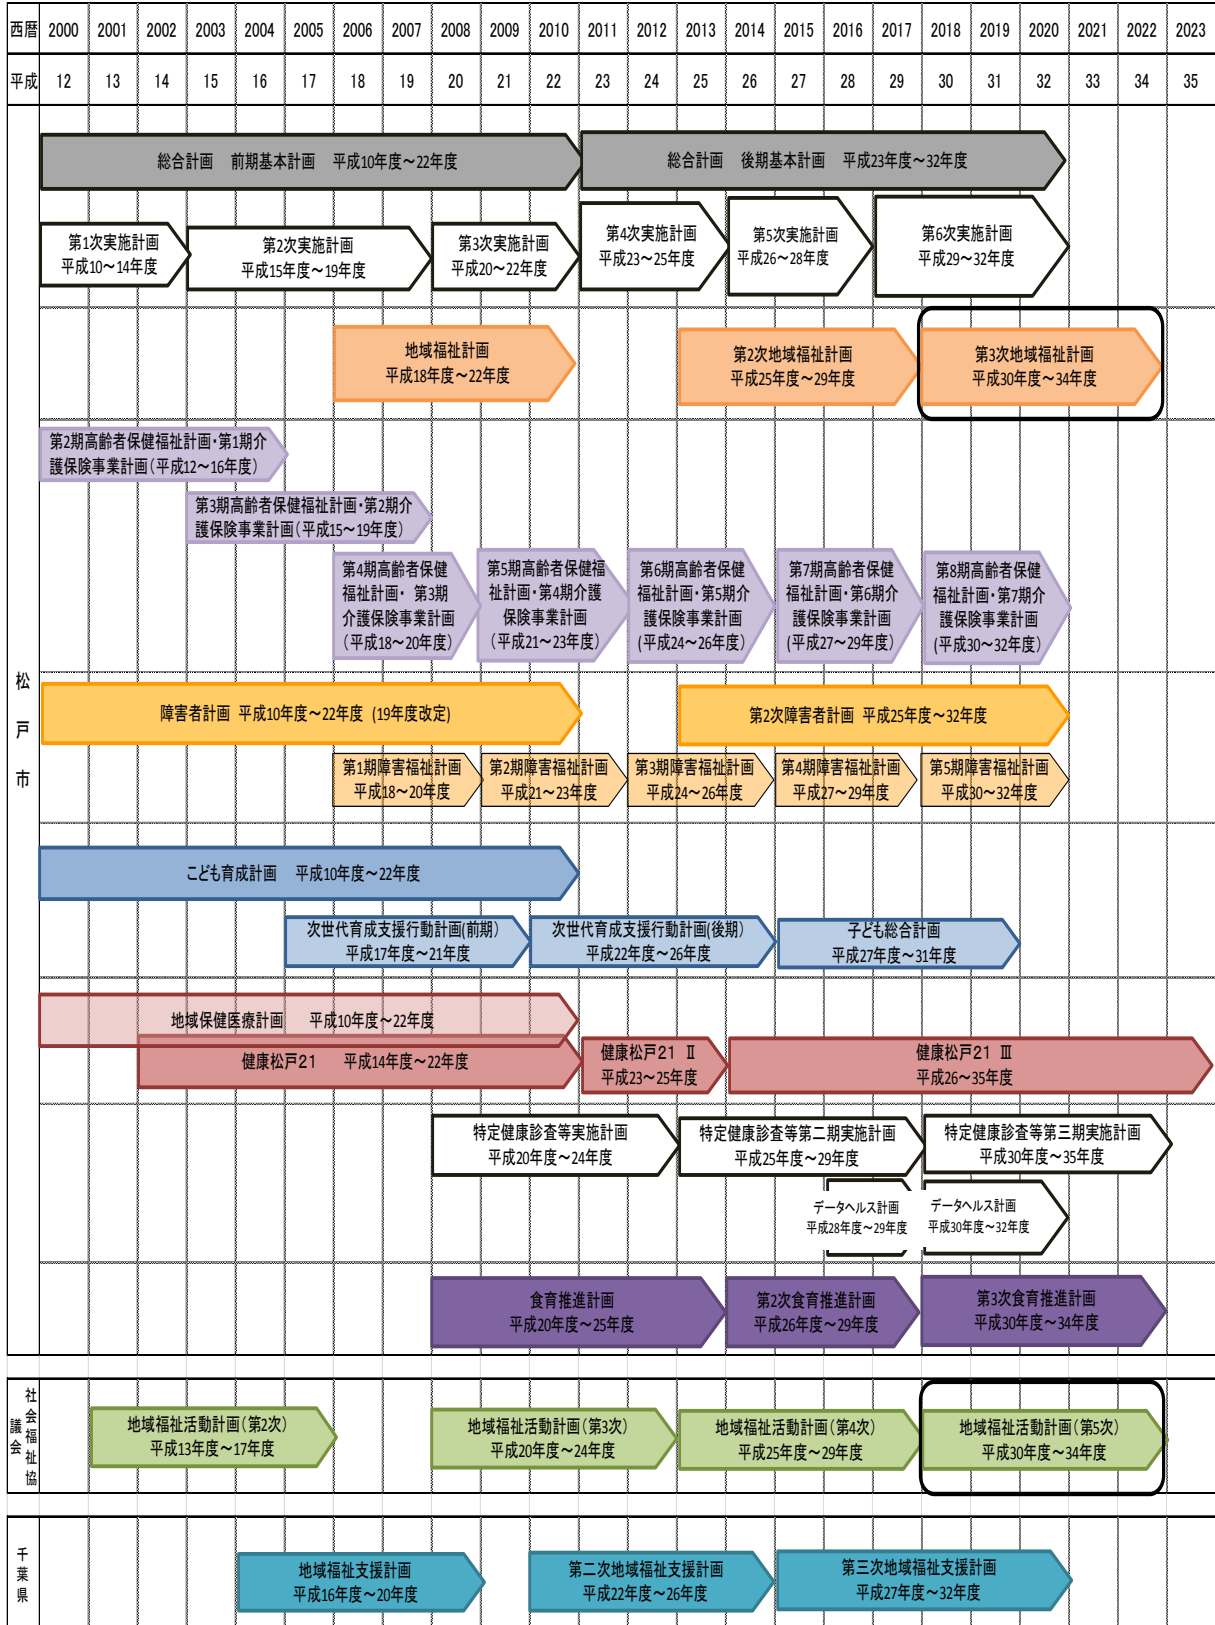 西暦 2000 2001 2002 2003 2004 2005 2006 2007 2008 2009 2010 2011 2012 2013 2014 2015 2016 2017 2018 2019 2020 2021 2022 2023
平成 12 13 14 15 16 17 18 19 20 21 22 23 24 25 26 27 28 29 30 31 32 33 34 35
松戸市
総合計画 前期基本計画 平成10年度～22年度
総合計画 後期基本計画 平成23年度～32年度
第1次実施計画
平成10～14年度
第2次実施計画
平成15年度～19年度
第3次実施計画
平成20～22年度
第4次実施計画
平成23～25年度
第5次実施計画
平成26～28年度
第6次実施計画
平成29～32年度
地域福祉計画
平成18年度～22年度
第2次地域福祉計画
平成25年度～29年度
第3次地域福祉計画
平成30年度～34年度
第2期高齢者保健福祉計画・第1期介
護保険事業計画（平成12～16年度）
第3期高齢者保健福祉計画・第2期介
護保険事業計画（平成15～19年度）
第4期高齢者保健
福祉計画・ 第3期
介護保険事業計画
（平成18～20年度）
第5期高齢者保健福
祉計画・第4期介護
保険事業計画
（平成21～23年度）
第6期高齢者保健
福祉計画・第5期介
護保険事業計画
(平成24～26年度)
第7期高齢者保健
福祉計画・第6期介
護保険事業計画
(平成27～29年度)
第8期高齢者保健
福祉計画・第7期介
護保険事業計画
(平成30～32年度)
障害者計画 平成10年度～22年度 (19年度改定)
第2次障害者計画 平成25年度～32年度
第1期障害福祉計画
平成18～20年度
第2期障害福祉計画
平成21～23年度
第3期障害福祉計画
平成24～26年度
第4期障害福祉計画
平成27～29年度
第5期障害福祉計画
平成30～32年度
こども育成計画 平成10年度～22年度
次世代育成支援行動計画(前期）
平成17年度～21年度
次世代育成支援行動計画(後期）
平成22年度～26年度
子ども総合計画
平成27年度～31年度
地域保健医療計画 平成10年度～22年度
健康松戸21 平成14年度～22年度
健康松戸21 Ⅱ
平成23～25年度
健康松戸21 Ⅲ
平成26～35年度
特定健康診査等実施計画
平成20年度～24年度
特定健康診査等第二期実施計画
平成25年度～29年度
特定健康診査等第三期実施計画
平成30年度～35年度
データヘルス計画
平成28年度～29年度
データヘルス計画
平成30年度～32年度
食育推進計画
平成20年度～25年度
第2次食育推進計画
平成26年度～29年度
第3次食育推進計画
平成30年度～34年度
社会福祉協議会
地域福祉活動計画（第2次）
平成13年度～17年度
地域福祉活動計画（第3次）
平成20年度～24年度
地域福祉活動計画（第4次）
平成25年度～29年度
地域福祉活動計画（第5次）
平成30年度～34年度
千葉県
地域福祉支援計画
平成16年度～20年度
第二次地域福祉支援計画
平成22年度～26年度
第三次地域福祉支援計画
平成27年度～32年度